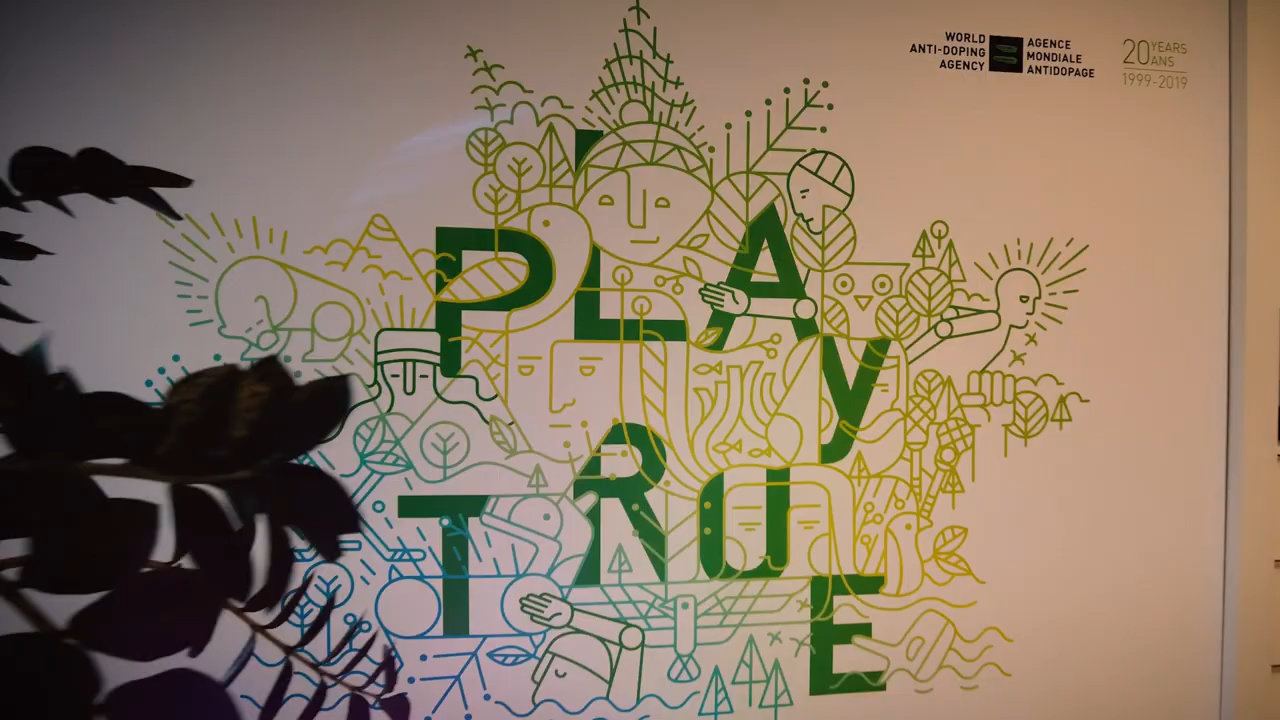 WORLD
ANTI-DOPING
AGENCY
AGENCE
MONDIALE
ANTIDOPAGE
20 YEARS
ANS
1999-2019
PLAY
TRUE